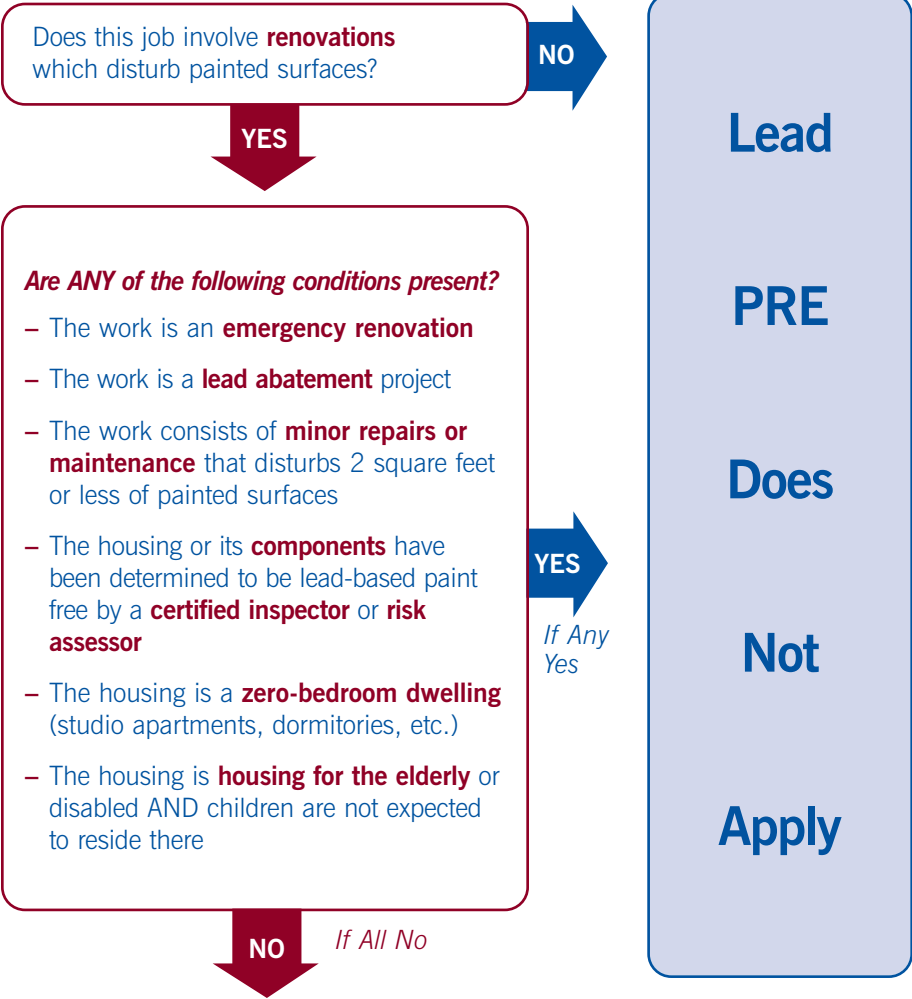 Does this job involve renovations
which disturb painted surfaces?
NO
YES
Are ANY of the following conditions present?
– The work is an emergency renovation
– The work is a lead abatement project
– The work consists of minor repairs or
maintenance that disturbs 2 square feet
or less of painted surfaces
– The housing or its components have
been determined to be lead-based paint
free by a certified inspector or risk
assessor
– The housing is a zero-bedroom dwelling
(studio apartments, dormitories, etc.)
– The housing is housing for the elderly or
disabled AND children are not expected
to reside there
YES
If Any
Yes
NO
If All No
Lead
PRE
Does
Not
Apply